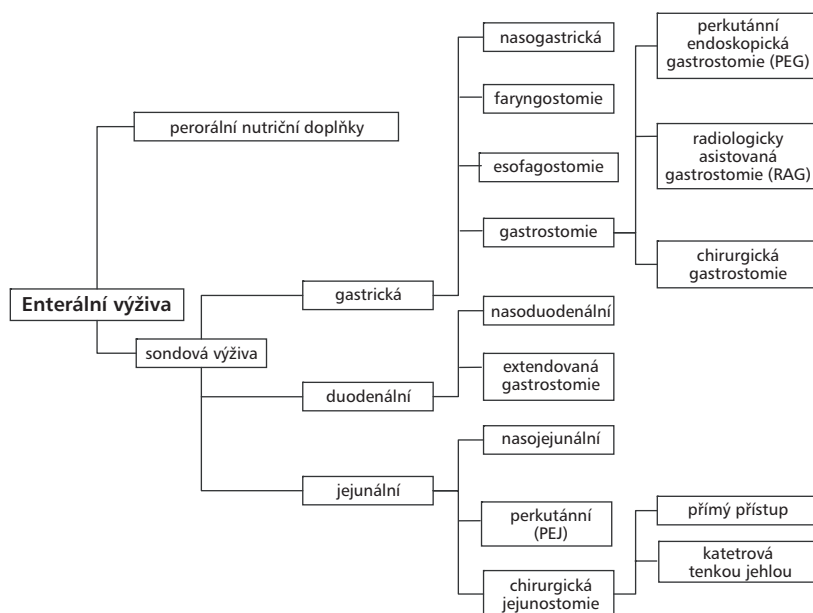 Enterální výživa
perorální nutriční doplňky
sondová výživa
gastrická
duodenální
jejunální
nasogastrická
faryngostomie
esofagostomie
gastrostomie
nasoduodenální
extendovaná
gastrostomie
nasojejunální
perkutánní
(PEJ)
chirurgická
jejunostomie
perkutánní
endoskopická
gastrostomie (PEG)
radiologicky
asistovaná
gastrostomie (RAG)
chirurgická
gastrostomie
přímý přístup
katetrová
tenkou jehlou